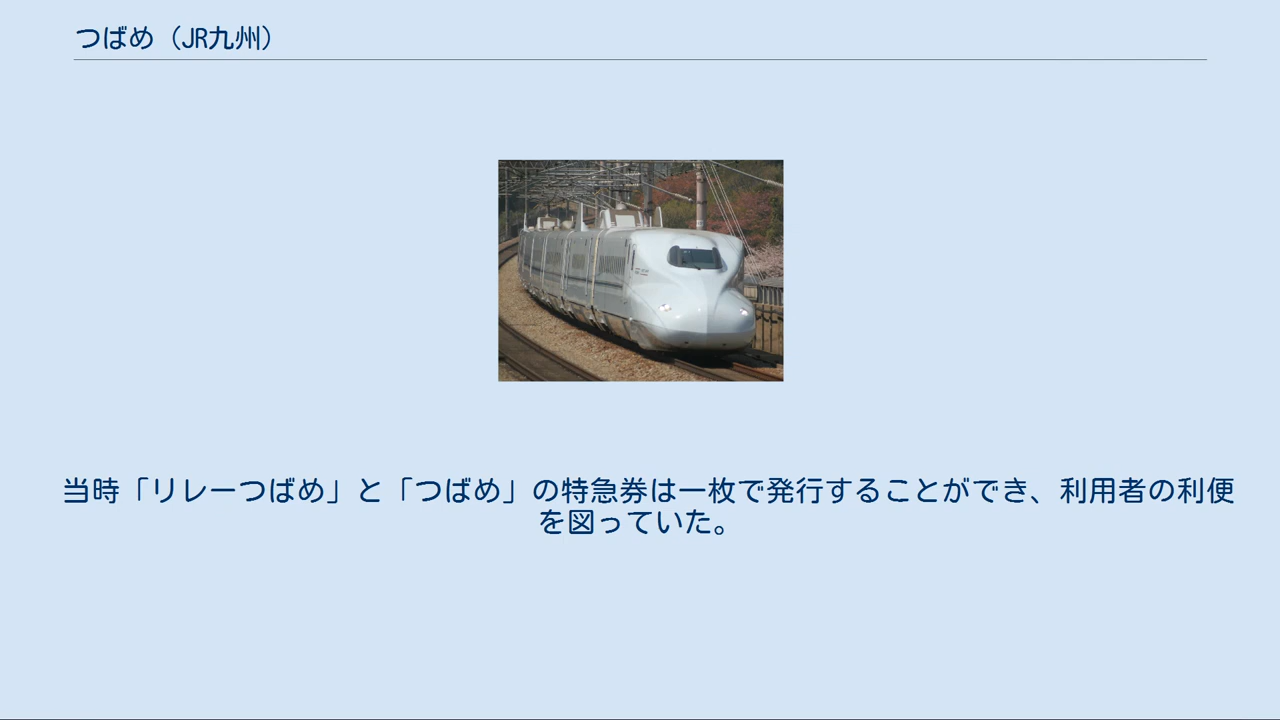 つばめ（JR九州）
当時「リレーつばめ」と「つばめ」の特急券は一枚で発行することができ、利用者の利便
を図っていた。